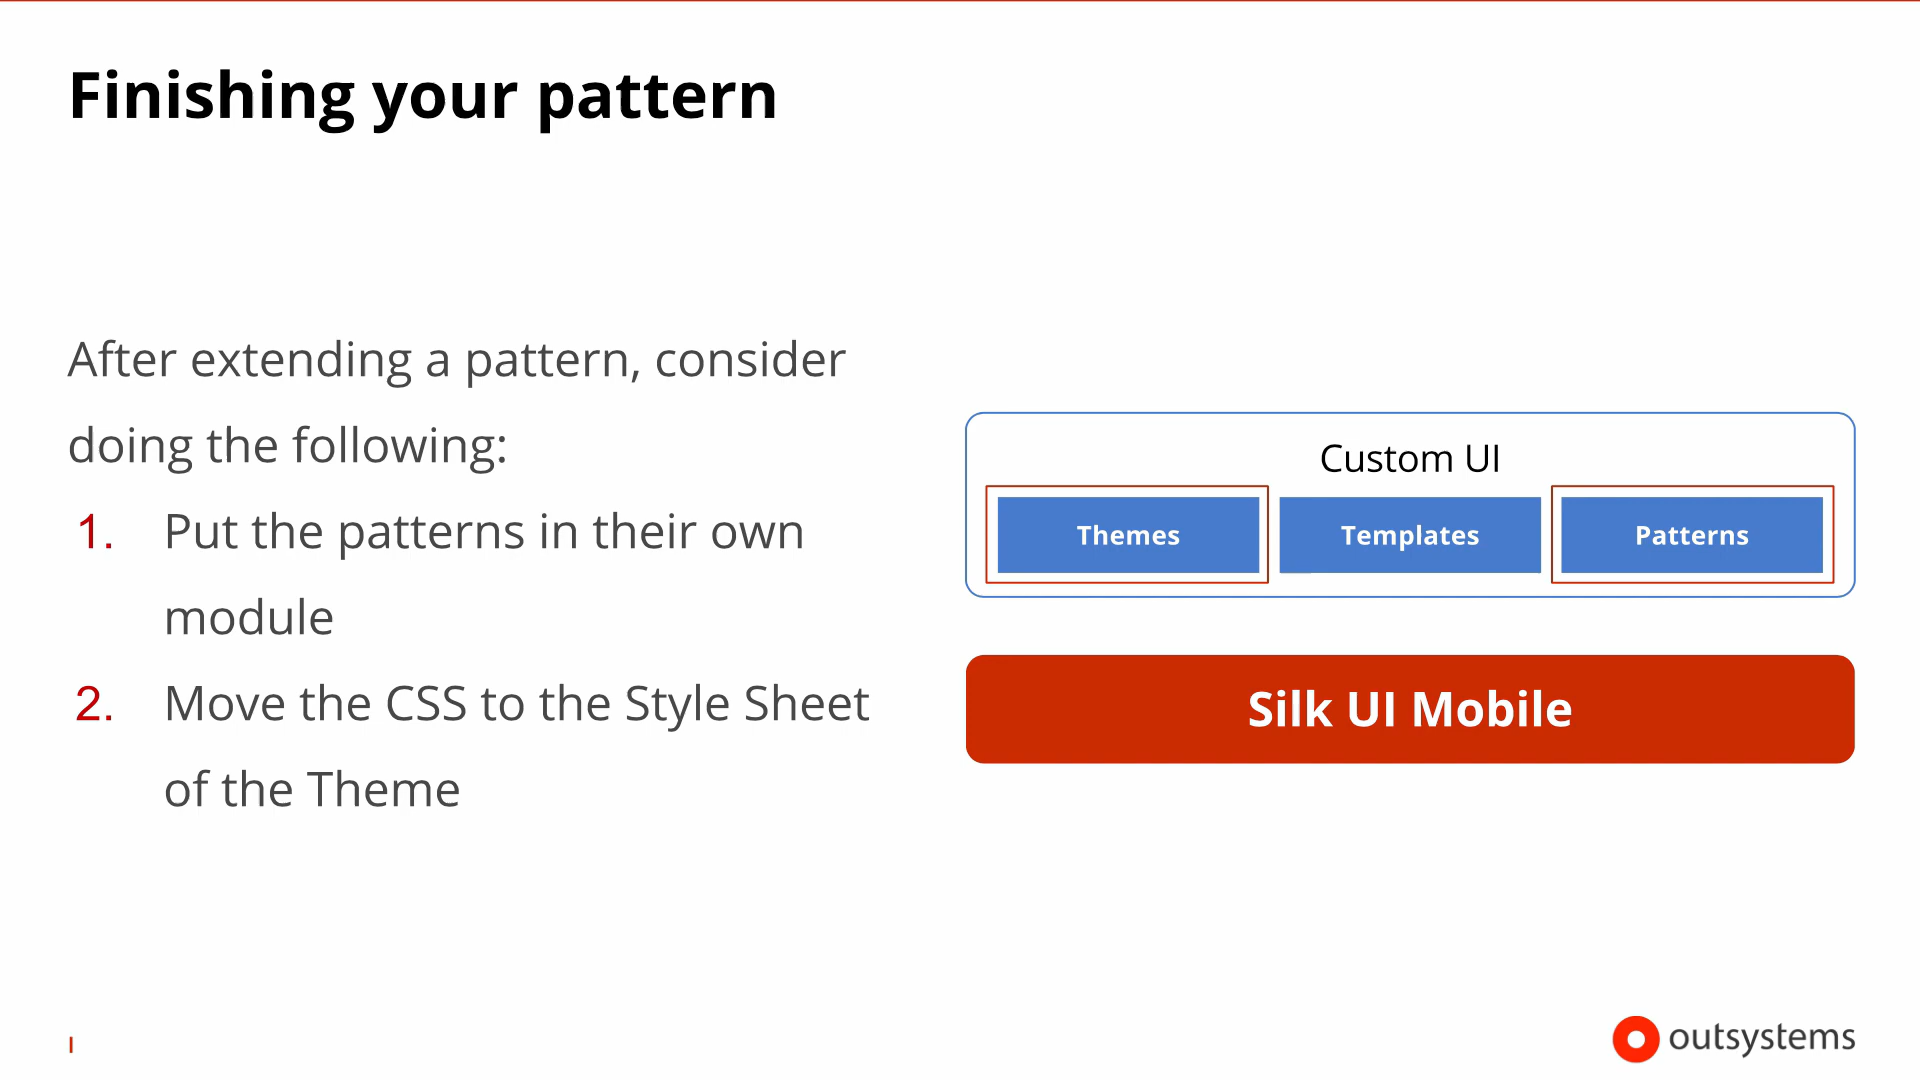 Finishing your pattern
After extending a pattern, consider
doing the following:
1. Put the patterns in their own
module
2. Move the CSS to the Style Sheet
of the Theme
Custom UI
Themes Templates Patterns
Silk UI Mobile
outsystems